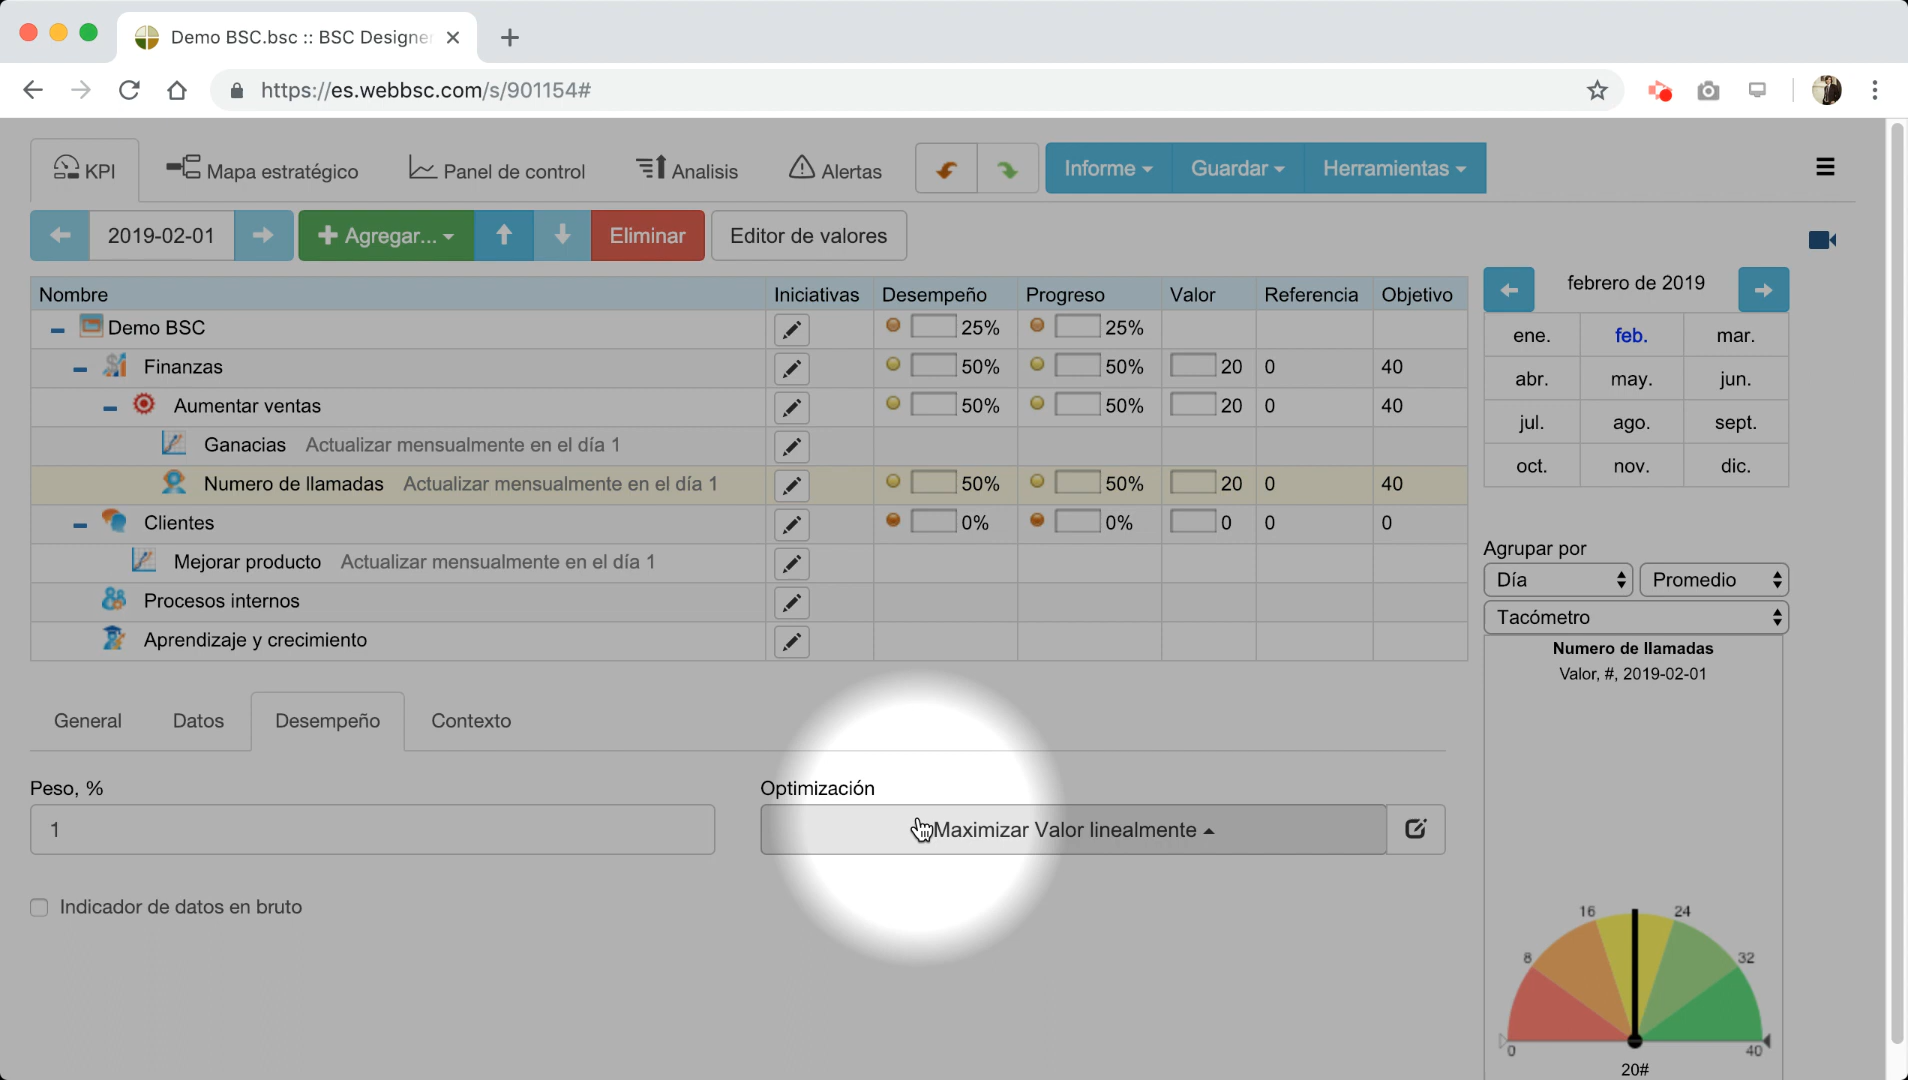 Demo BSC.bsc :: BSC Designer
https://es.webbsc.com/s/901154#
KPI Mapa estratégico Panel de control Analisis Alertas Informe Guardar Herramientas
2019-02-01 Agregar... Eliminar Editor de valores
Nombre Iniciativas Desempeño Progreso Valor Referencia Objetivo
Demo BSC 25% 25%
Finanzas 50% 50% 20 0 40
Aumentar ventas 50% 50% 20 0 40
Ganacias Actualizar mensualmente en el día 1
Numero de llamadas Actualizar mensualmente en el día 1 50% 50% 20 0 40
Clientes 0% 0% 0 0 0
Mejorar producto Actualizar mensualmente en el día 1
Procesos internos
Aprendizaje y crecimiento
febrero de 2019
ene. feb. mar.
abr. may. jun.
jul. ago. sept.
oct. nov. dic.
Agrupar por
Día Promedio
Tacómetro
Numero de llamadas
Valor, #, 2019-02-01
16 24
8 32
0 40
20#
General Datos Desempeño Contexto
Peso, % Optimización
1 Maximizar Valor linealmente
Indicador de datos en bruto